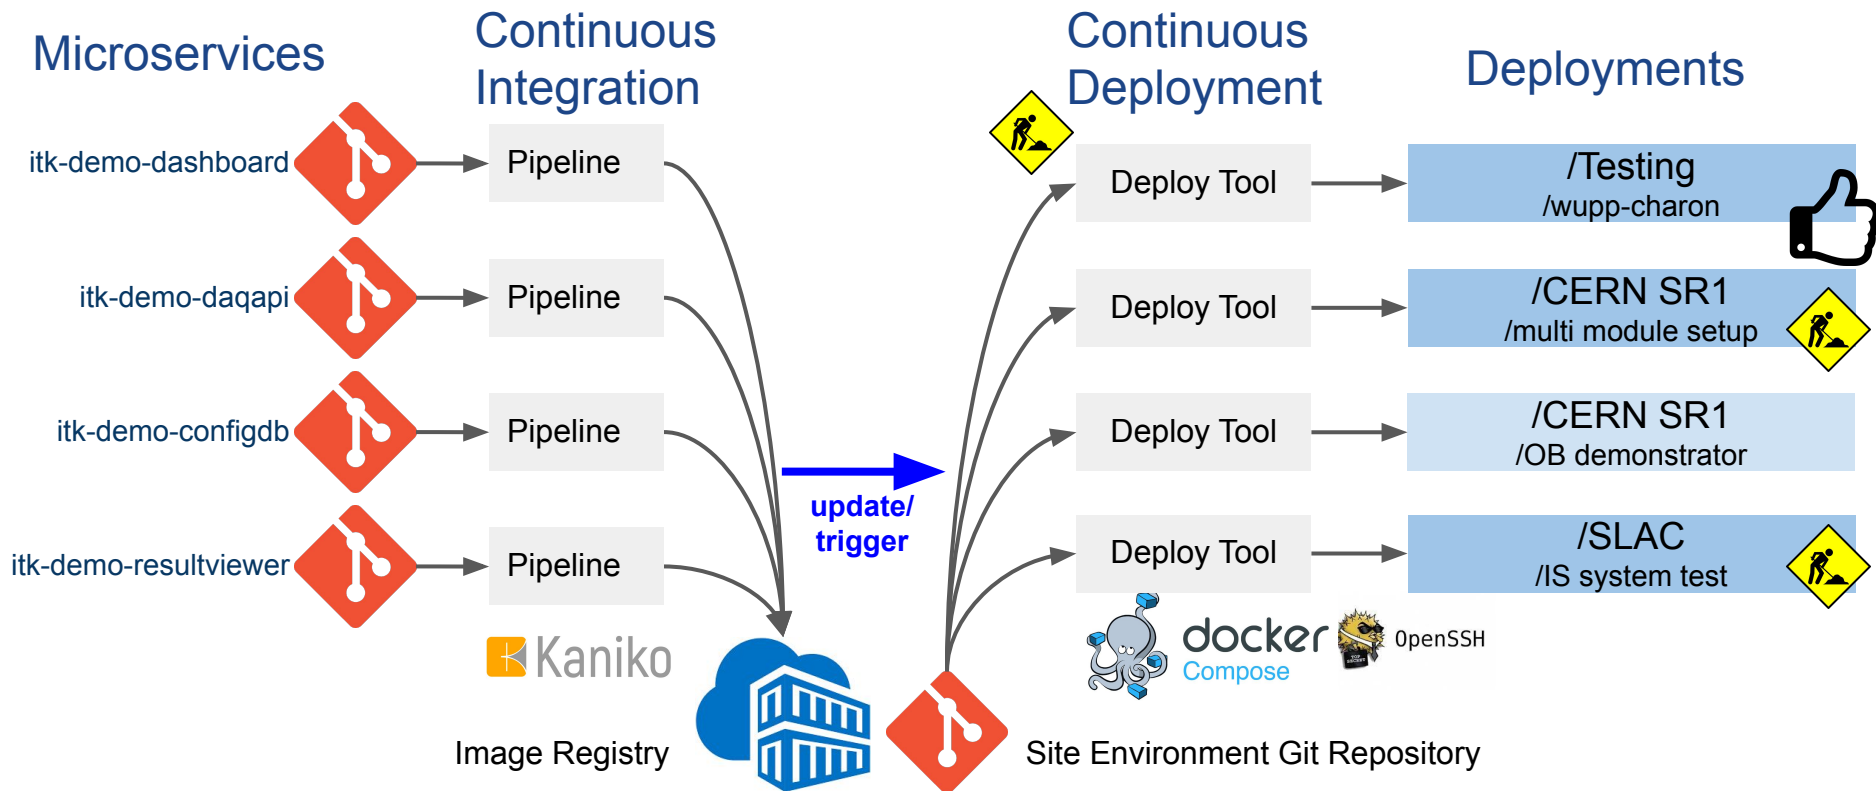 Microservices
Continuous
Integration
Continuous
Deployment
Deployments
itk-demo-dashboard
Pipeline
Deploy Tool
/Testing
/wupp-charon
itk-demo-daqapi
Pipeline
Deploy Tool
/CERN SR1
/multi module setup
itk-demo-configdb
Pipeline
Deploy Tool
/CERN SR1
/OB demonstrator
update/
trigger
itk-demo-resultviewer
Pipeline
Deploy Tool
/SLAC
/IS system test
Kaniko
docker
Compose
TOP
SECRET
OpenSSH
Image Registry
Site Environment Git Repository